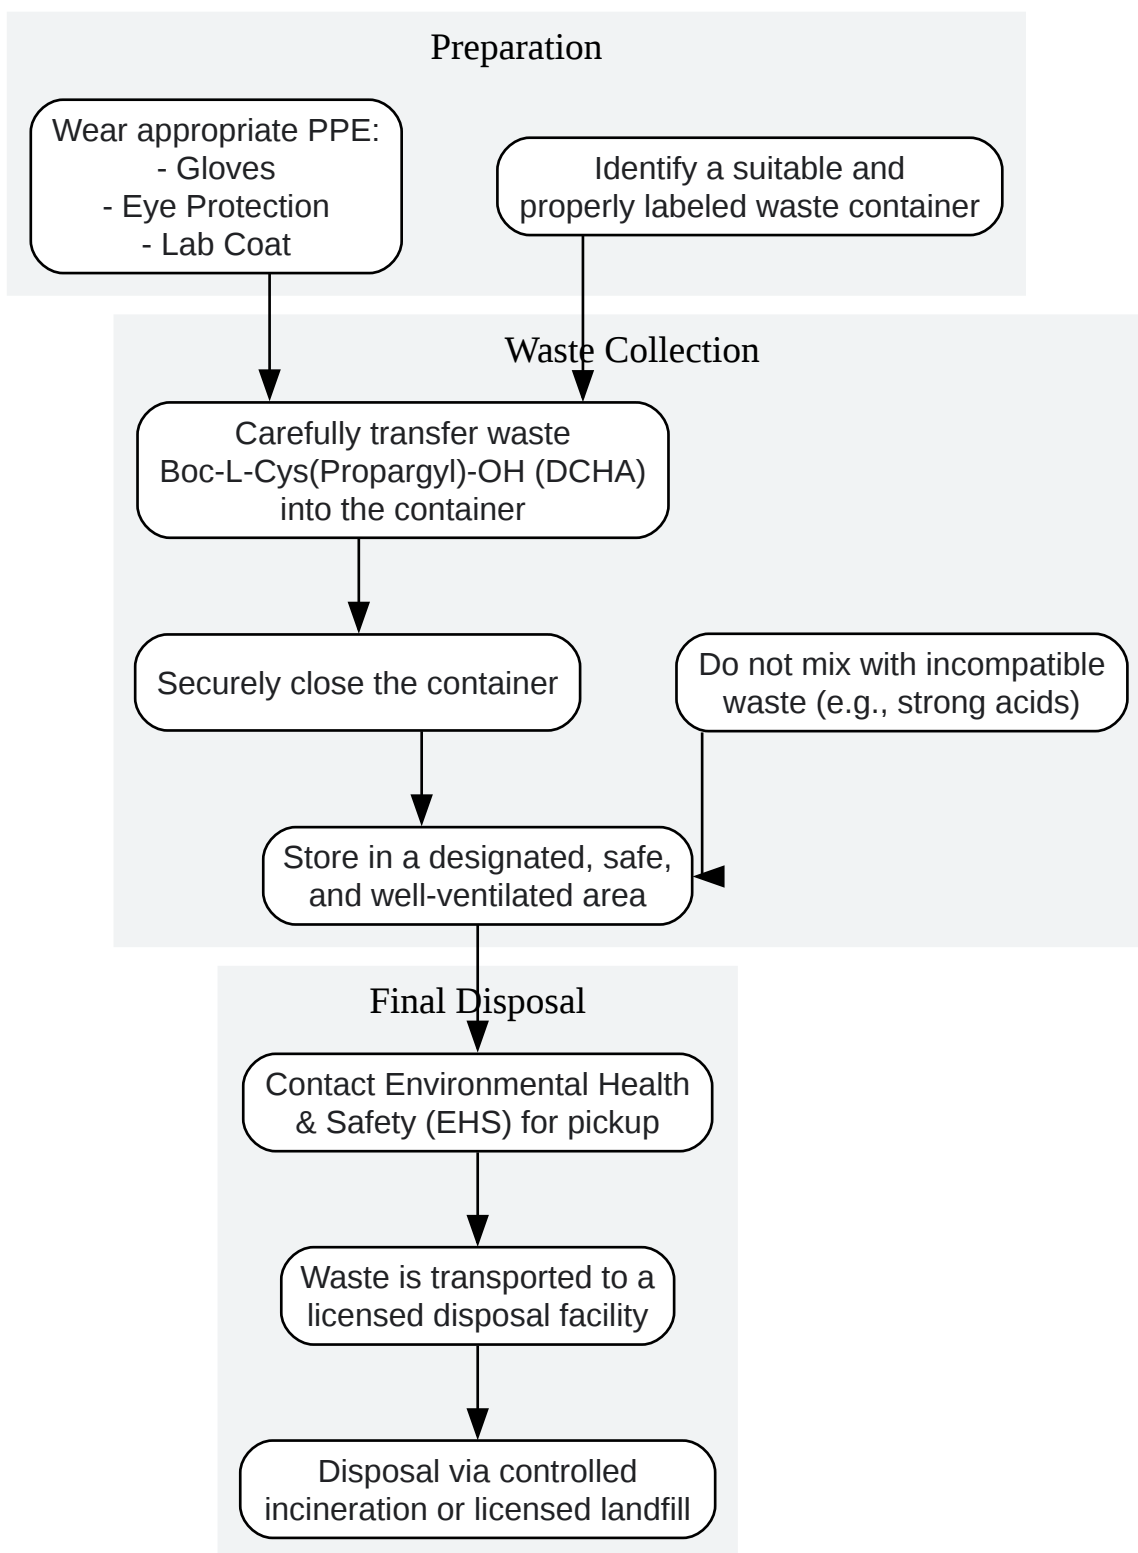 Preparation
Wear appropriate PPE:
- Gloves
- Eye Protection
- Lab Coat
Identify a suitable and
properly labeled waste container
Waste Collection
Carefully transfer waste
Boc-L-Cys(Propargyl)-OH (DCHA)
into the container
Securely close the container
Do not mix with incompatible
waste (e.g., strong acids)
Store in a designated, safe,
and well-ventilated area
Final Disposal
Contact Environmental Health
& Safety (EHS) for pickup
Waste is transported to a
licensed disposal facility
Disposal via controlled
incineration or licensed landfill